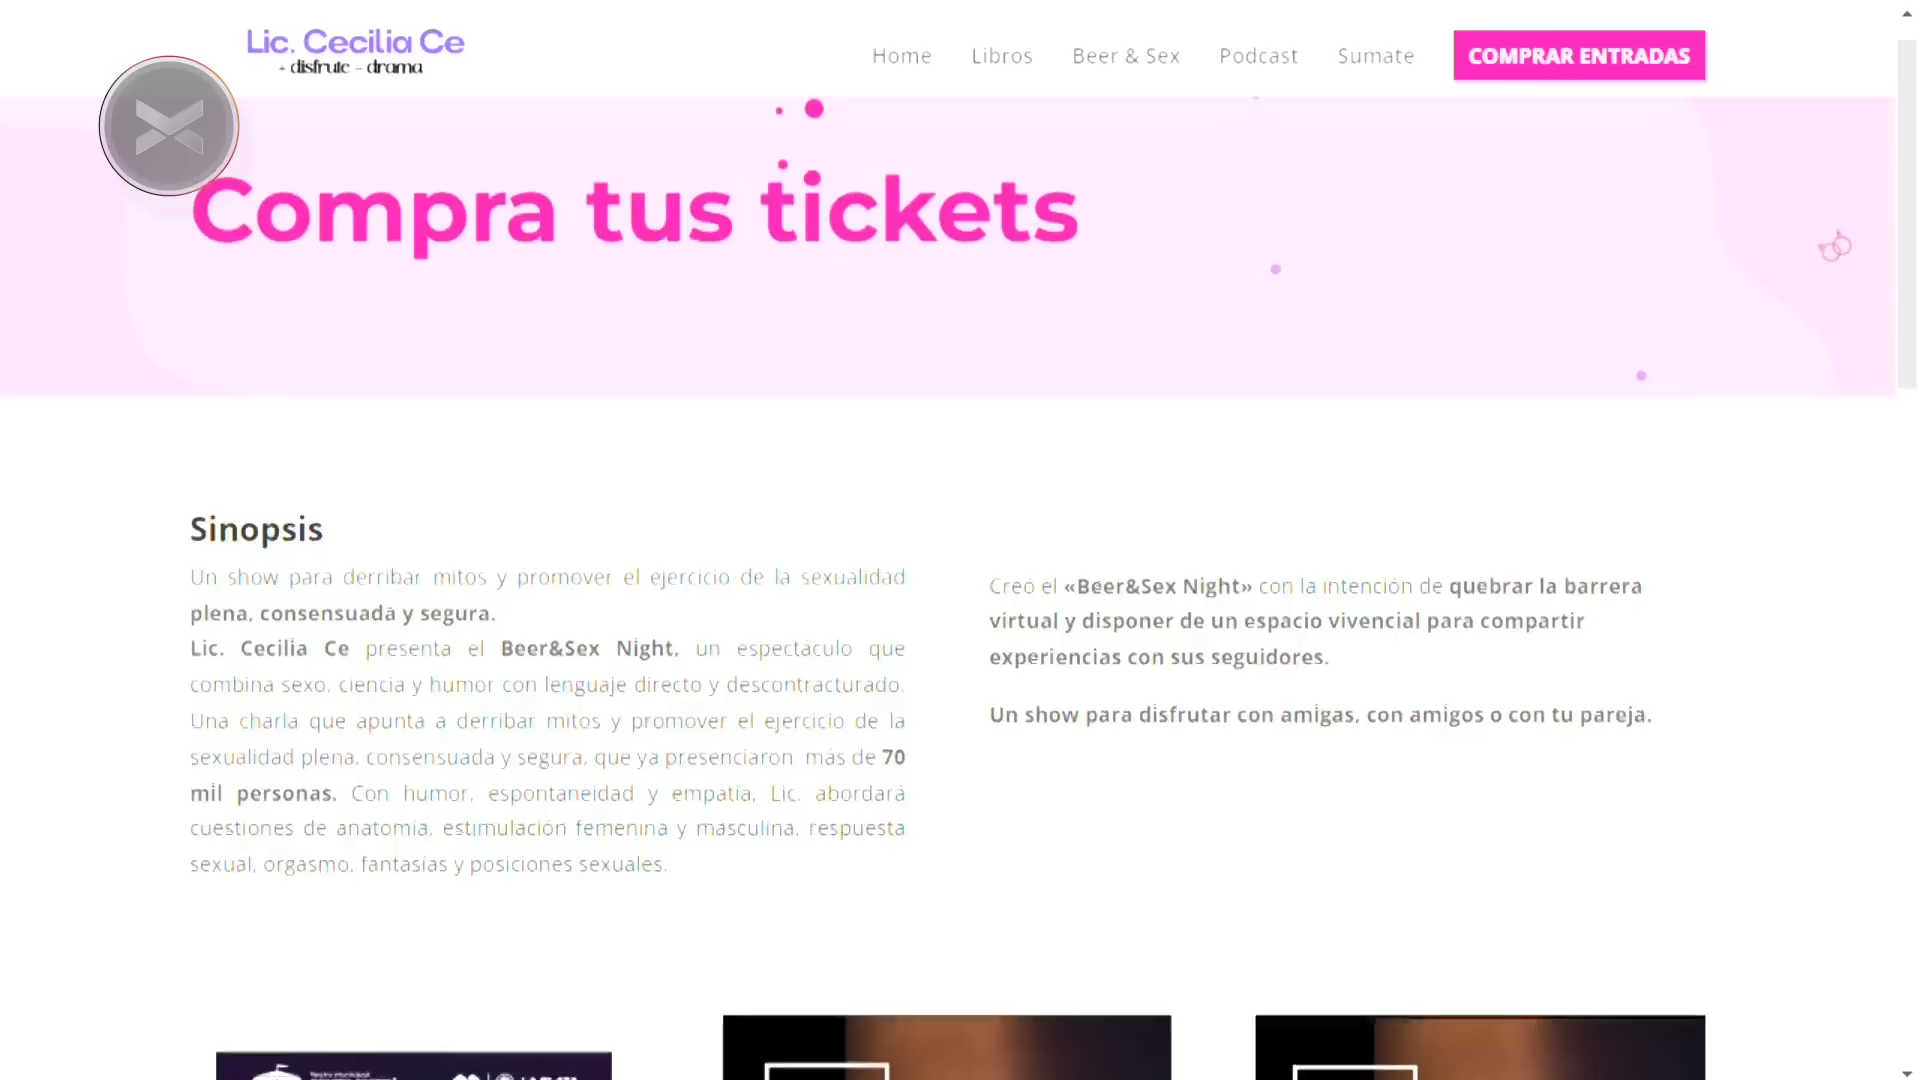 Lic. Cecilia Ce
+ disfrute - drama
Home Libros Beer & Sex Podcast Sumate COMPRAR ENTRADAS
Compra tus tickets
Sinopsis
Un show para derribar mitos y promover el ejercicio de la sexualidad
plena, consensuada y segura.
Lic. Cecilia Ce presenta el Beer&Sex Night, un espectáculo que
combina sexo, ciencia y humor con lenguaje directo y descontracturado.
Una charla que apunta a derribar mitos y promover el ejercicio de la
sexualidad plena, consensuada y segura, que ya presenciaron más de 70
mil personas. Con humor, espontaneidad y empatía, Lic. abordará
cuestiones de anatomía, estimulación femenina y masculina, respuesta
sexual, orgasmo, fantasías y posiciones sexuales.
Creó el «Beer&Sex Night» con la intención de quebrar la barrera
virtual y disponer de un espacio vivencial para compartir
experiencias con sus seguidores.
Un show para disfrutar con amigas, con amigos o con tu pareja.